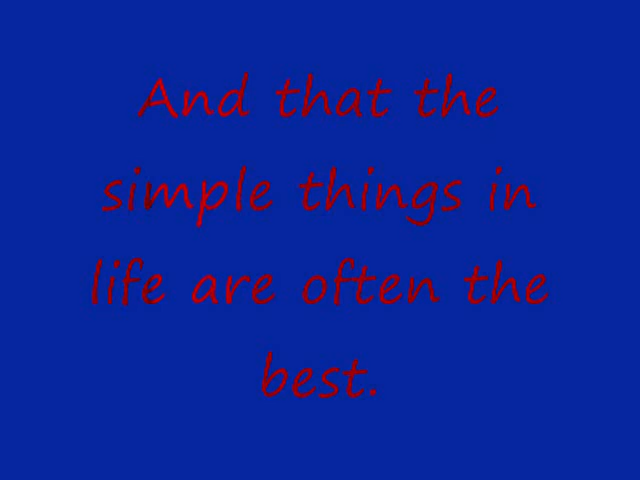 And that the
simple things in
life are often the
best.